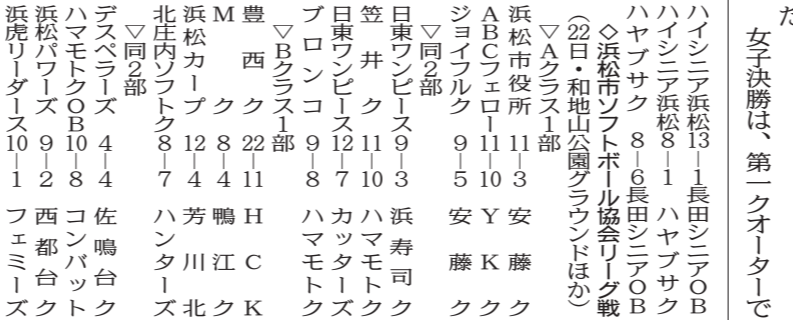 た
女子決勝は、第一クオーターで
ハイシニア浜松13―1長田シニアOB
ハイシニア浜松8―1 ハヤブサク
ハヤブサク 8―6長田シニアOB
◇浜松市ソフトボール協会リーグ戦
(22日・和地山公園グラウンドほか)
▽Aクラス1部
浜松市役所 11―3 安藤ク
ABCフェロー11―10 YKク
ジョイフルク 9―5 安藤ク
▽同2部
日東ワンピース9―3 浜寿司ク
笠井ク 11―10 ハマモトク
日東ワンピース12―7 カッターズ
ブロンコ 9―8 ハマモトク
▽Bクラス1部
豊西ク 22―11 HCK
Mク 8―4 鴨江ク
浜松カープ 12―4 芳川北
北庄内ソフトク8―7 ハンターズ
▽同2部
デスペラーズ 4―4 佐鳴台ク
ハマモトクOB10―8 コンバット
浜松パワーズ 9―2 西都台ク
浜虎リーダース10―1 フェミーズ